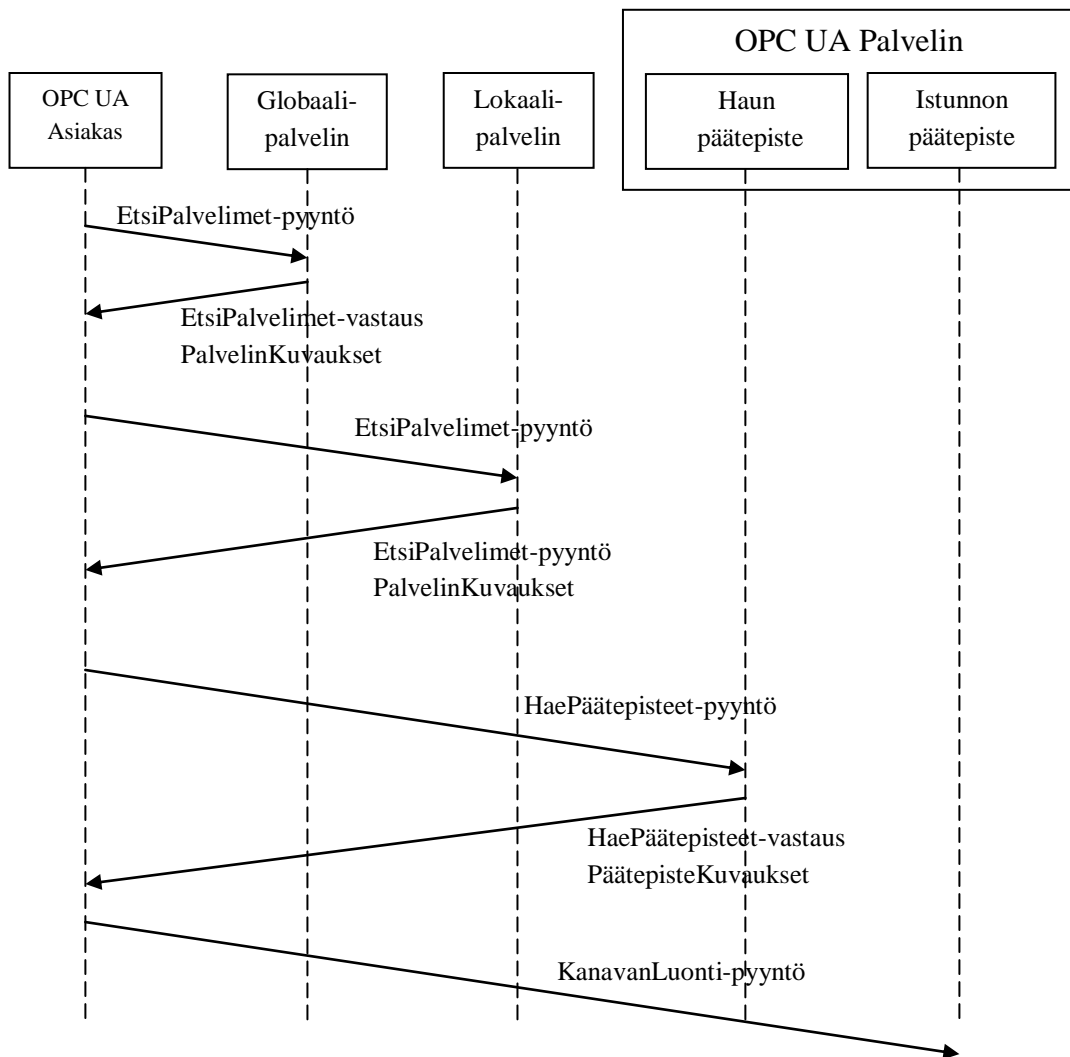 OPC UA Palvelin
OPC UA
Asiakas
Globaali-
palvelin
Lokaali-
palvelin
Haun
päätepiste
Istunnon
päätepiste
EtsiPalvelimet-pyyntö
EtsiPalvelimet-vastaus
PalvelinKuvaukset
EtsiPalvelimet-pyyntö
EtsiPalvelimet-pyyntö
PalvelinKuvaukset
HaePäätepisteet-pyyntö
HaePäätepisteet-vastaus
PäätepisteKuvaukset
KanavanLuonti-pyyntö